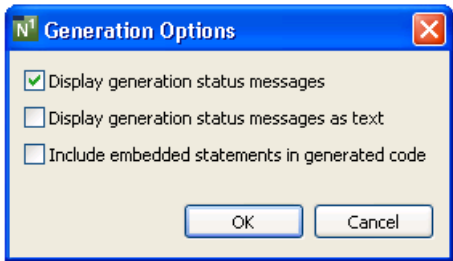 N1 Generation Options
Display generation status messages
Display generation status messages as text
Include embedded statements in generated code
OK Cancel